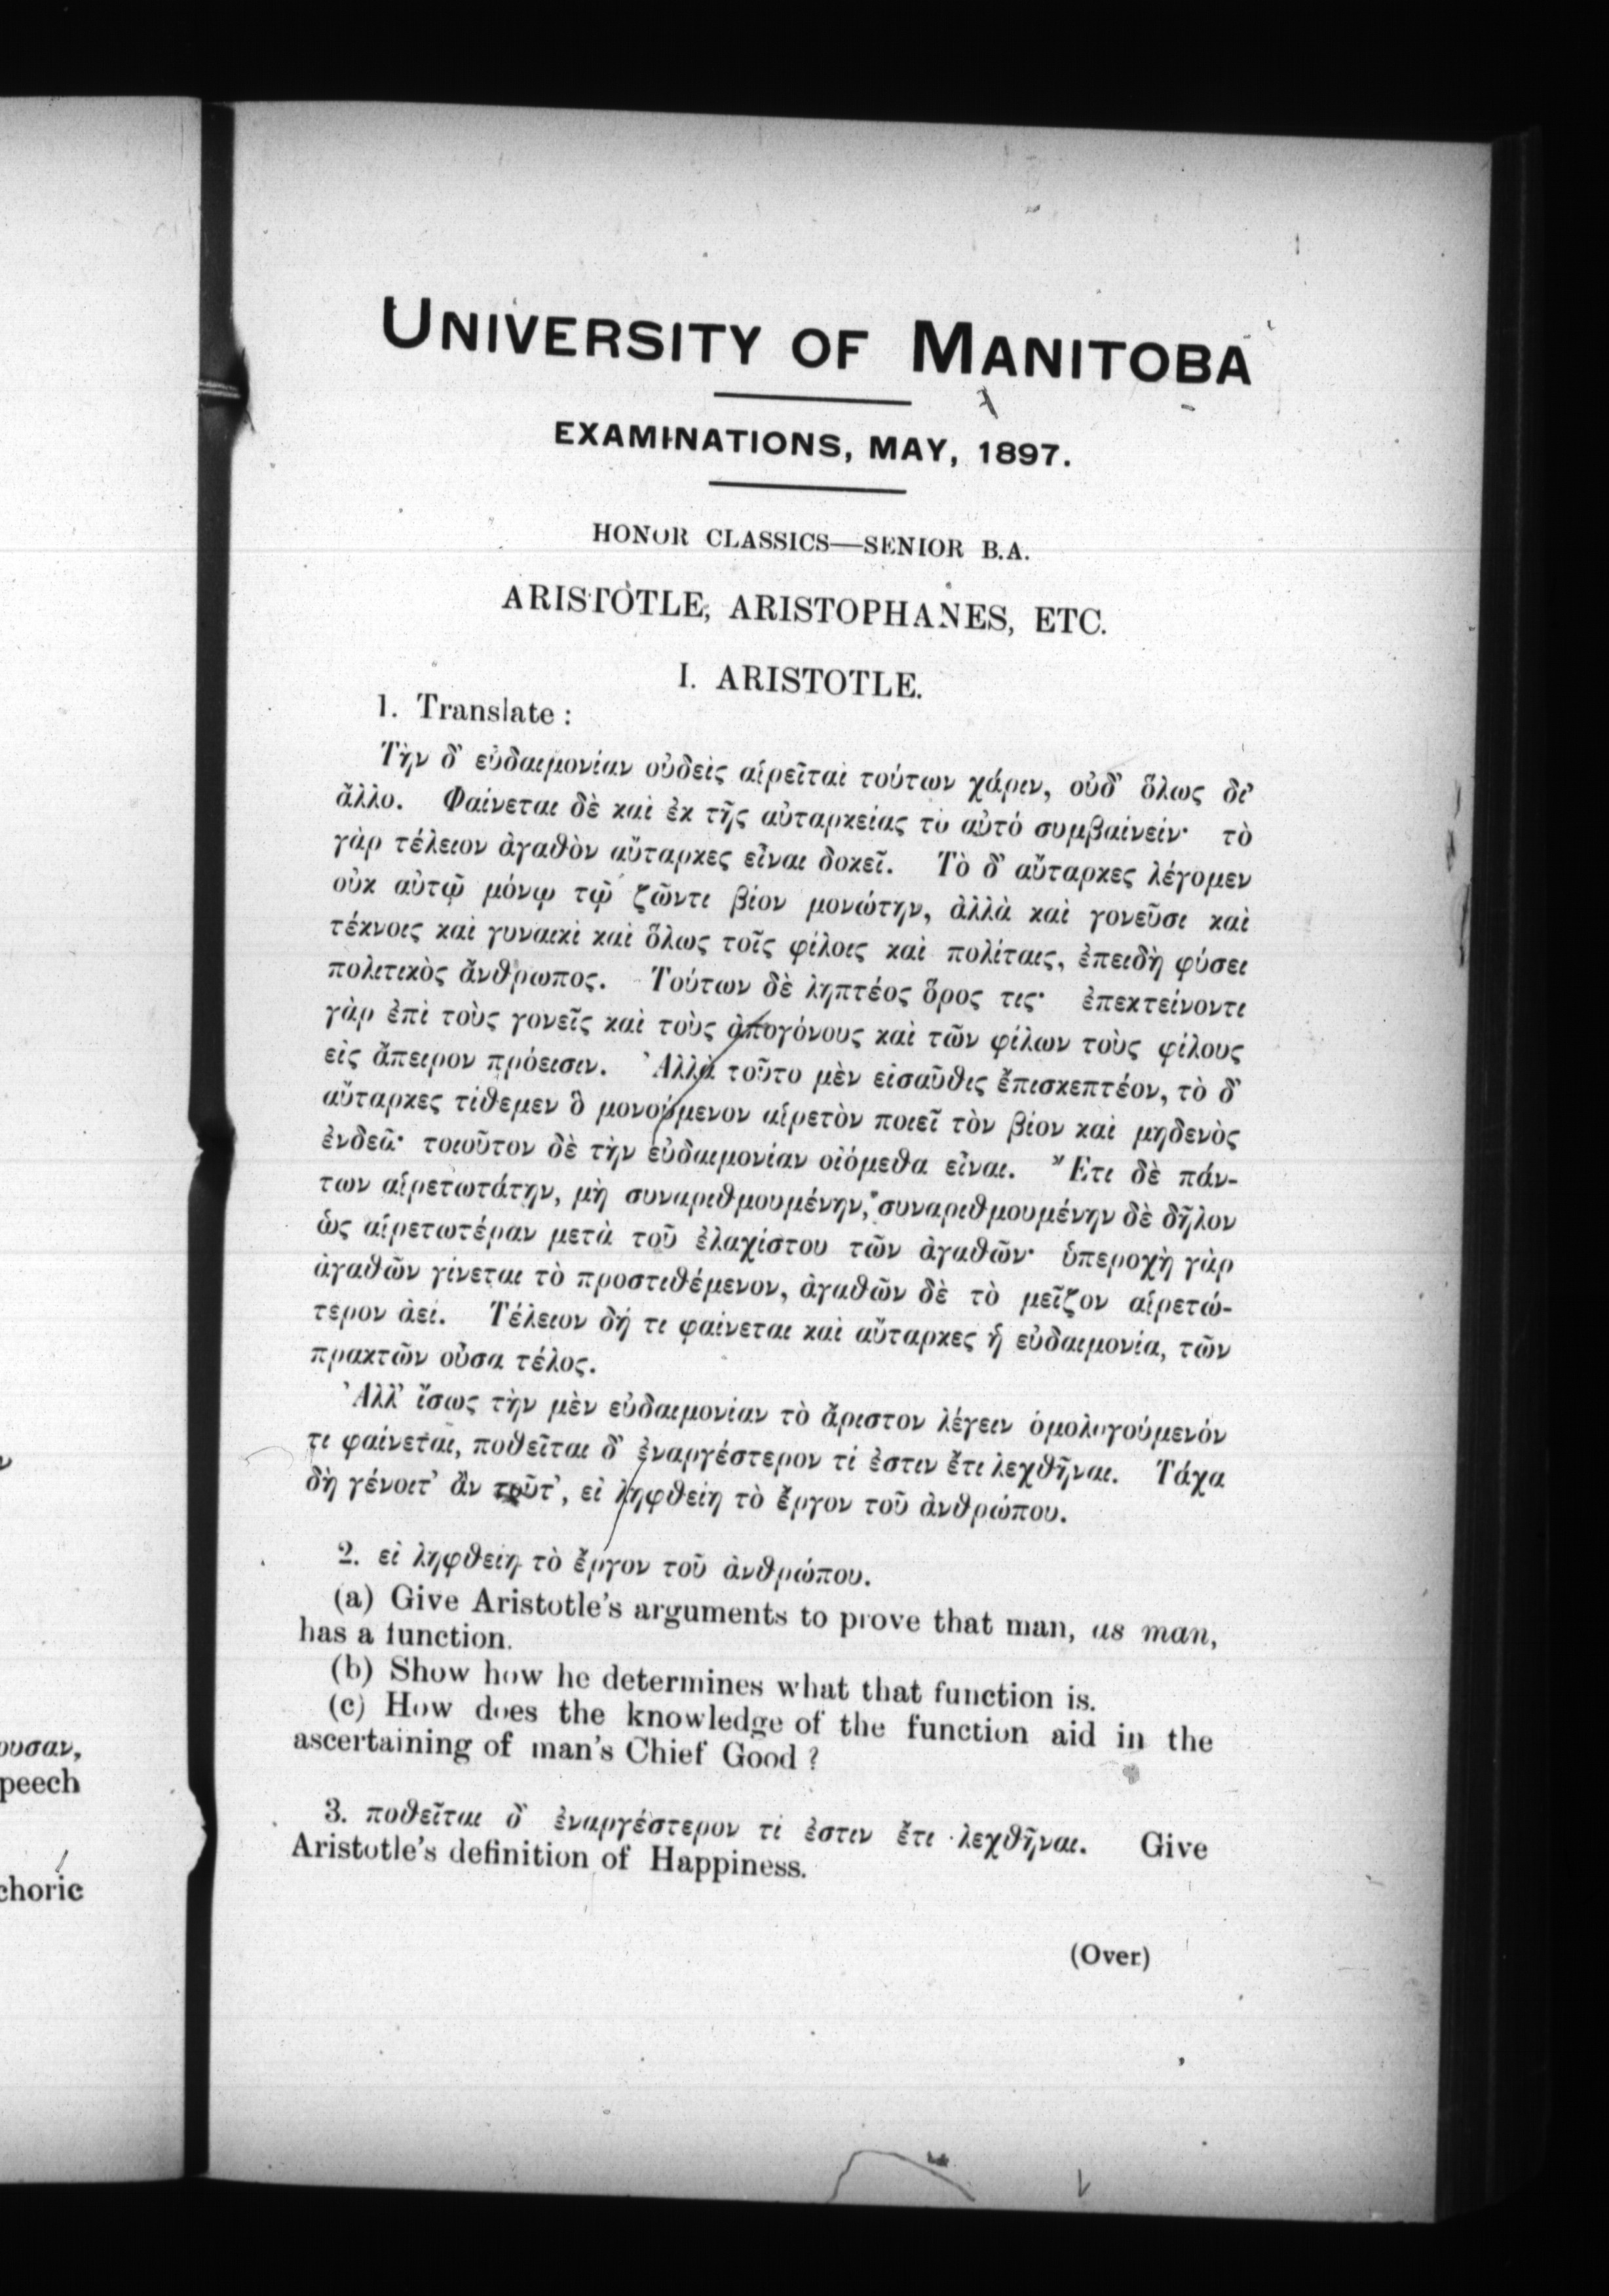 UNIVERSITY OF MANITOBA
EXAMINATIONS, MAY, 1897.
HONOR CLASSICS—SENIOR B.A.
ARISTOTLE, ARISTOPHANES, ETC.
I. ARISTOTLE.
1. Translate :
Τὴν δ' εὐδαιμονίαν οὐδεὶς αἱρεῖται τούτων χάριν, οὐδ' ὅλως δι'
ἄλλο. Φαίνεται δὲ καὶ ἐκ τῆς αὐταρκείας τὸ αὐτό συμβαίνειν· τὸ
γὰρ τέλειον ἀγαθὸν αὔταρκες εἶναι δοκεῖ. Τὸ δ' αὔταρκες λέγομεν
οὐκ αὐτῷ μόνῳ τῷ ζῶντι βίον μονώτην, ἀλλὰ καὶ γονεῦσι καὶ
τέκνοις καὶ γυναικὶ καὶ ὅλως τοῖς φίλοις καὶ πολίταις, ἐπειδὴ φύσει
πολιτικὸς ἄνθρωπος. Τούτων δὲ ληπτέος ὅρος τις· ἐπεκτείνοντι
γὰρ ἐπὶ τοὺς γονεῖς καὶ τοὺς ἀπογόνους καὶ τῶν φίλων τοὺς φίλους
εἰς ἄπειρον πρόεισιν. Ἀλλὰ τοῦτο μὲν εἰσαῦθις ἔπισκεπτέον, τὸ δ'
αὔταρκες τίθεμεν ὃ μονούμενον αἱρετὸν ποιεῖ τὸν βίον καὶ μηδενὸς
ἐνδεᾶ· τοιοῦτον δὲ τὴν εὐδαιμονίαν οἰόμεθα εἶναι. Ἔτι δὲ πάν-
των αἱρετωτάτην, μὴ συναριθμουμένην, συναριθμουμένην δὲ δῆλον
ὡς αἱρετωτέραν μετὰ τοῦ ἐλαχίστου τῶν ἀγαθῶν· ὑπεροχὴ γὰρ
ἀγαθῶν γίνεται τὸ προστιθέμενον, ἀγαθῶν δὲ τὸ μεῖζον αἱρετώ-
τερον ἀεί. Τέλειον δή τι φαίνεται καὶ αὔταρκες ἡ εὐδαιμονία, τῶν
πρακτῶν οὖσα τέλος.
Ἀλλ' ἴσως τὴν μὲν εὐδαιμονίαν τὸ ἄριστον λέγειν ὁμολογούμενόν
τι φαίνεται, ποθεῖται δ' ἐναργέστερον τί ἐστιν ἔτι λεχθῆναι. Τάχα
δὴ γένοιτ' ἂν τοῦτ', εἰ ληφθείη τὸ ἔργον τοῦ ἀνθρώπου.
2. εἰ ληφθείη τὸ ἔργον τοῦ ἀνθρώπου.
(a) Give Aristotle's arguments to prove that man, as man,
has a function.
(b) Show how he determines what that function is.
(c) How does the knowledge of the function aid in the
ascertaining of man's Chief Good ?
3. ποθεῖται δ' ἐναργέστερον τί ἐστιν ἔτι λεχθῆναι. Give
Aristotle's definition of Happiness.
(Over)
ουσαν,
peech
choric